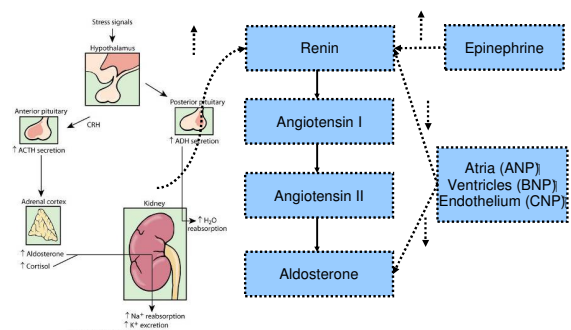 Stress signals
Hypothalamus
Anterior pituitary
CRH
↑ ACTH secretion
Posterior pituitary
↑ ADH secretion
Adrenal cortex
↑ Aldosterone
↑ Cortisol
Kidney
↑ H₂O
reabsorption
↑ Na⁺ reabsorption
↑ K⁺ excretion
Renin
Angiotensin I
Angiotensin II
Aldosterone
Epinephrine
Atria (ANP)
Ventricles (BNP)
Endothelium (CNP)